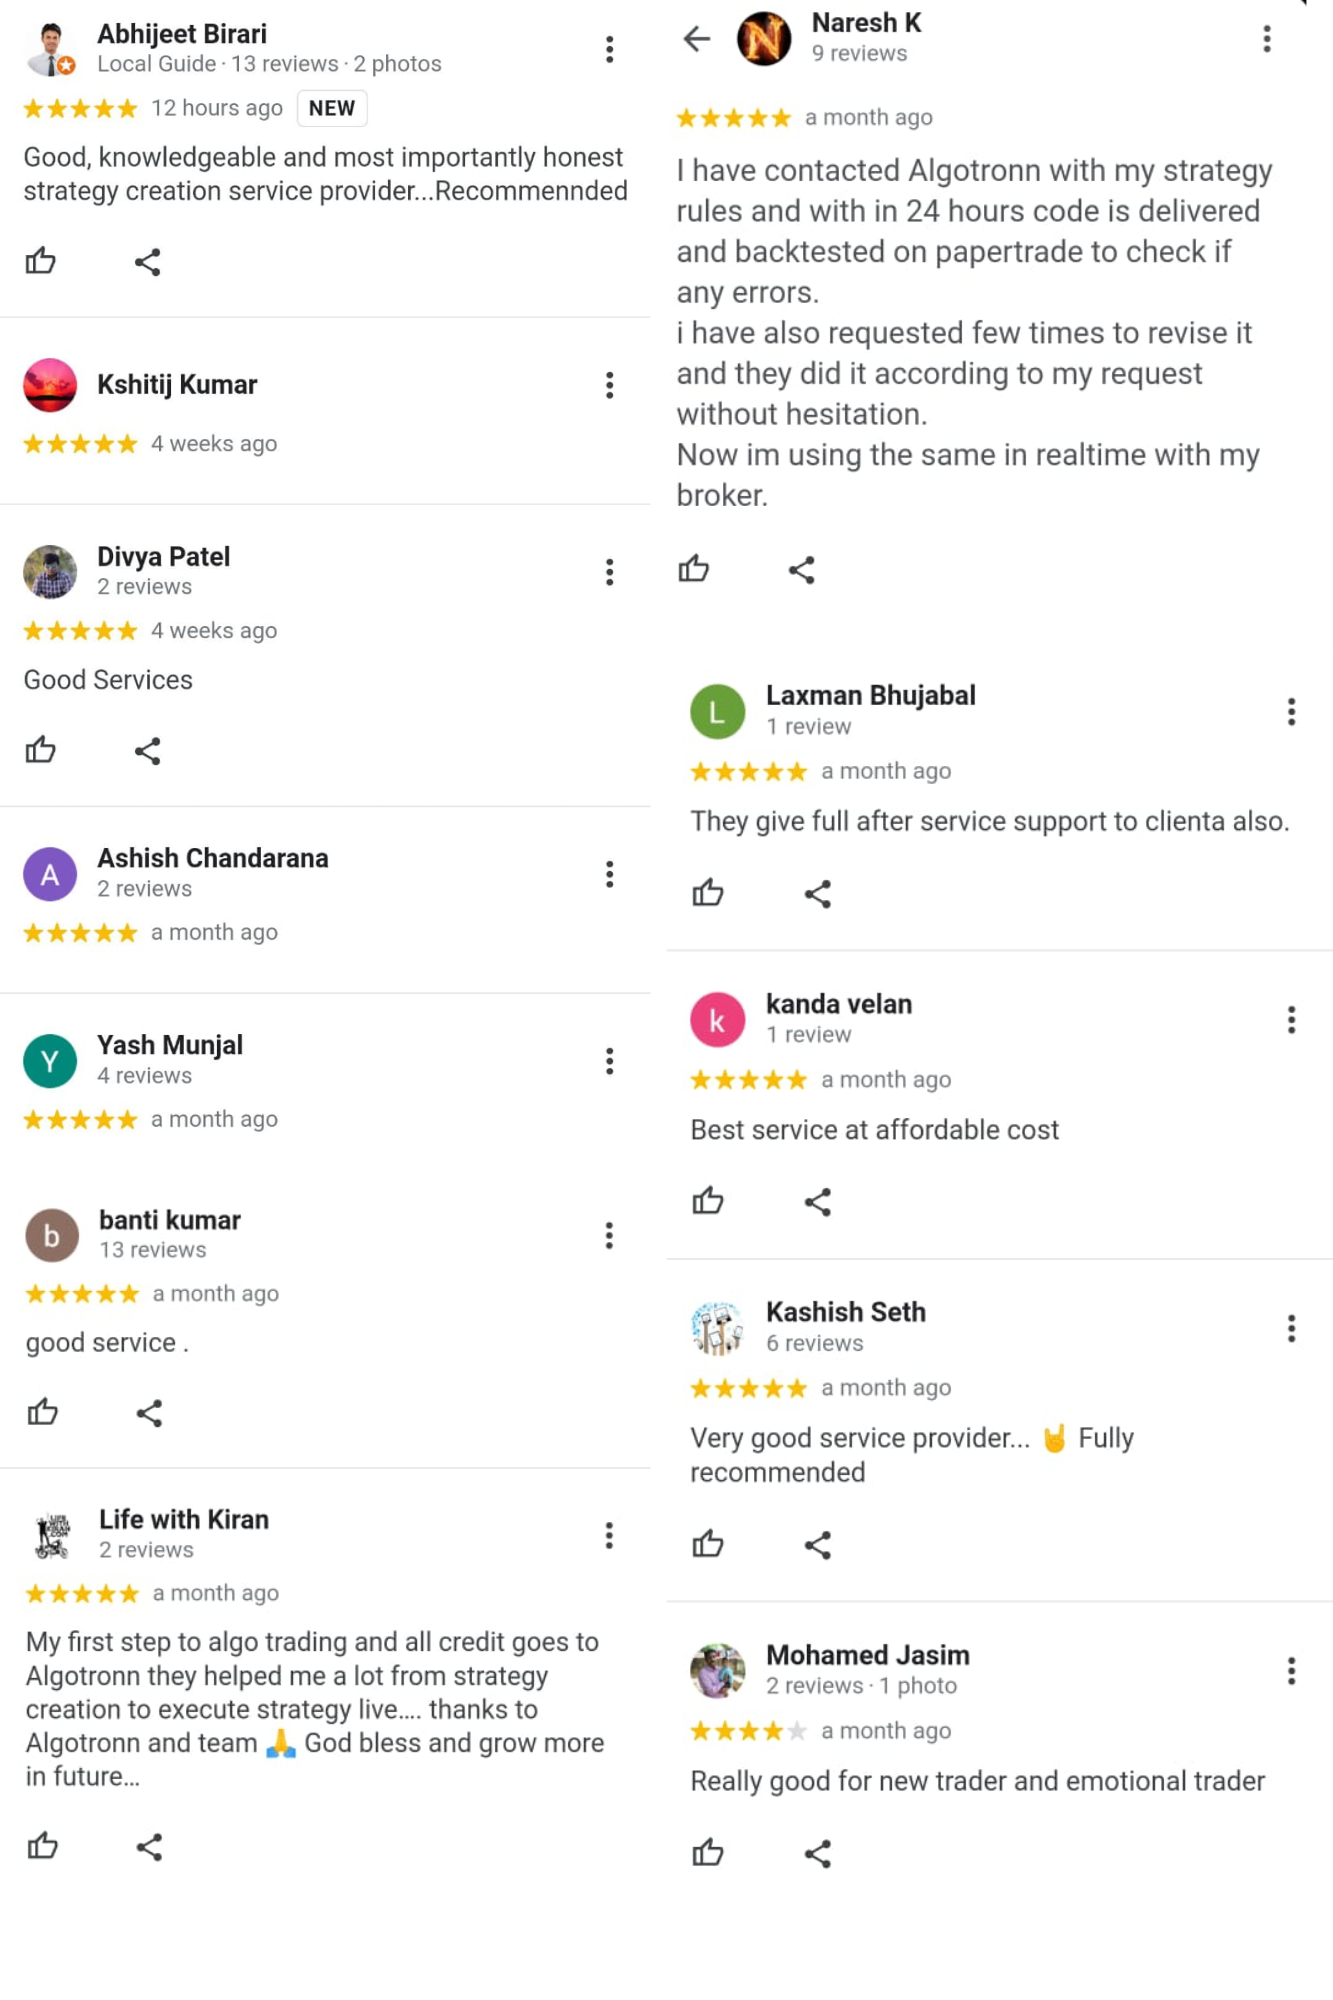 Abhijeet Birari
Local Guide · 13 reviews · 2 photos
12 hours ago NEW
Good, knowledgeable and most importantly honest
strategy creation service provider...Recommennded
Kshitij Kumar
4 weeks ago
Divya Patel
2 reviews
4 weeks ago
Good Services
A
Ashish Chandarana
2 reviews
a month ago
Y
Yash Munjal
4 reviews
a month ago
b
banti kumar
13 reviews
a month ago
good service .
LIFE
WITH
KIRAN
.COM
Life with Kiran
2 reviews
a month ago
My first step to algo trading and all credit goes to
Algotronn they helped me a lot from strategy
creation to execute strategy live.... thanks to
Algotronn and team 🙏 God bless and grow more
in future...
N
Naresh K
9 reviews
a month ago
I have contacted Algotronn with my strategy
rules and with in 24 hours code is delivered
and backtested on papertrade to check if
any errors.
i have also requested few times to revise it
and they did it according to my request
without hesitation.
Now im using the same in realtime with my
broker.
L
Laxman Bhujabal
1 review
a month ago
They give full after service support to clienta also.
k
kanda velan
1 review
a month ago
Best service at affordable cost
Kashish Seth
6 reviews
a month ago
Very good service provider... 🤘 Fully
recommended
Mohamed Jasim
2 reviews · 1 photo
a month ago
Really good for new trader and emotional trader